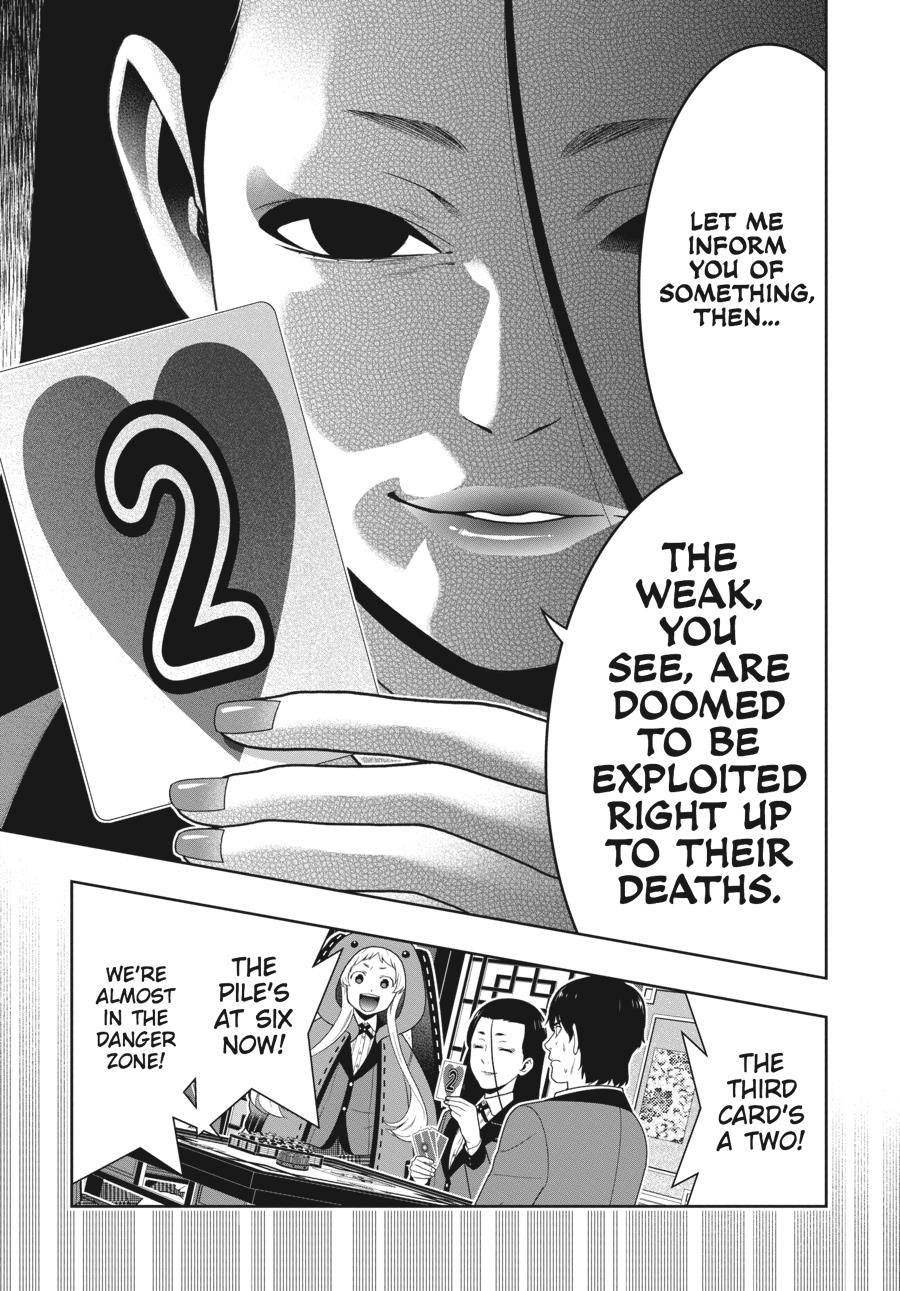 LET ME
INFORM
YOU OF
SOMETHING,
THEN...
THE
WEAK,
YOU
SEE, ARE
DOOMED
TO BE
EXPLOITED
RIGHT UP
TO THEIR
DEATHS.
2
THE
THIRD
CARD'S
A TWO!
2
THE
PILE'S
AT SIX
NOW!
WE'RE
ALMOST
IN THE
DANGER
ZONE!